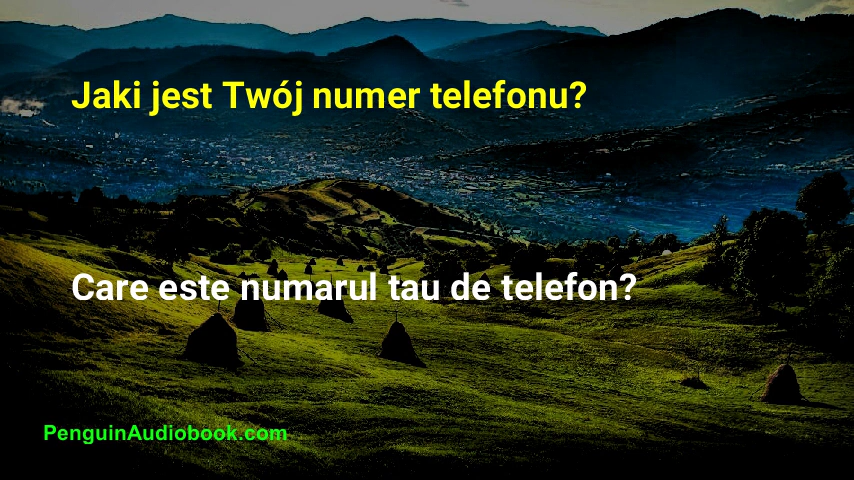 Jaki jest Twój numer telefonu?
Care este numarul tau de telefon?
PenguinAudiobook.com